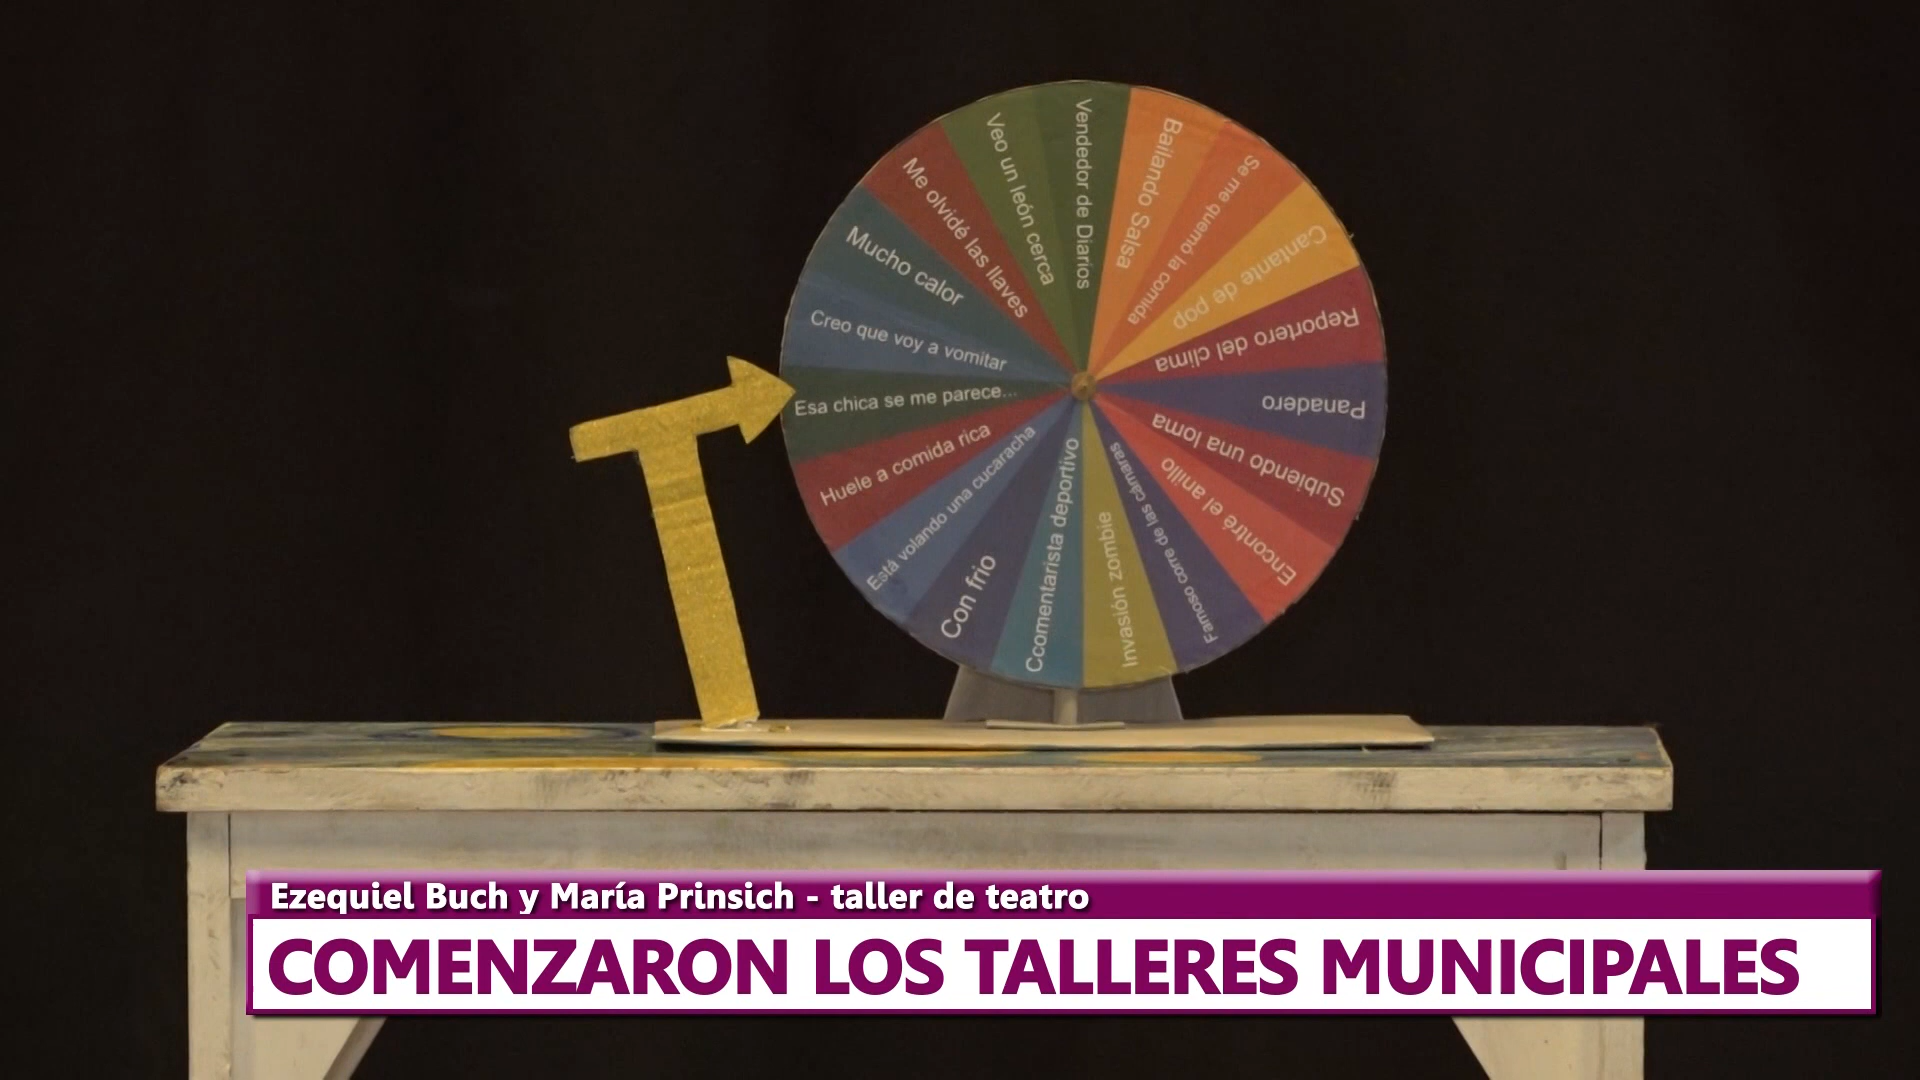 Vendedor de Diarios
Bailando Salsa
Se me quemó la comida
Cantante de pop
Reportero del clima
Panadero
Subiendo una loma
Encontré el anillo
Famoso corre de las cámaras
Invasión zombie
Ccomentarista deportivo
Con frio
Está volando una cucaracha
Huele a comida rica
Esa chica se me parece...
Creo que voy a vomitar
Mucho calor
Me olvidé las llaves
Veo un león cerca
Ezequiel Buch y María Prinsich - taller de teatro
COMENZARON LOS TALLERES MUNICIPALES